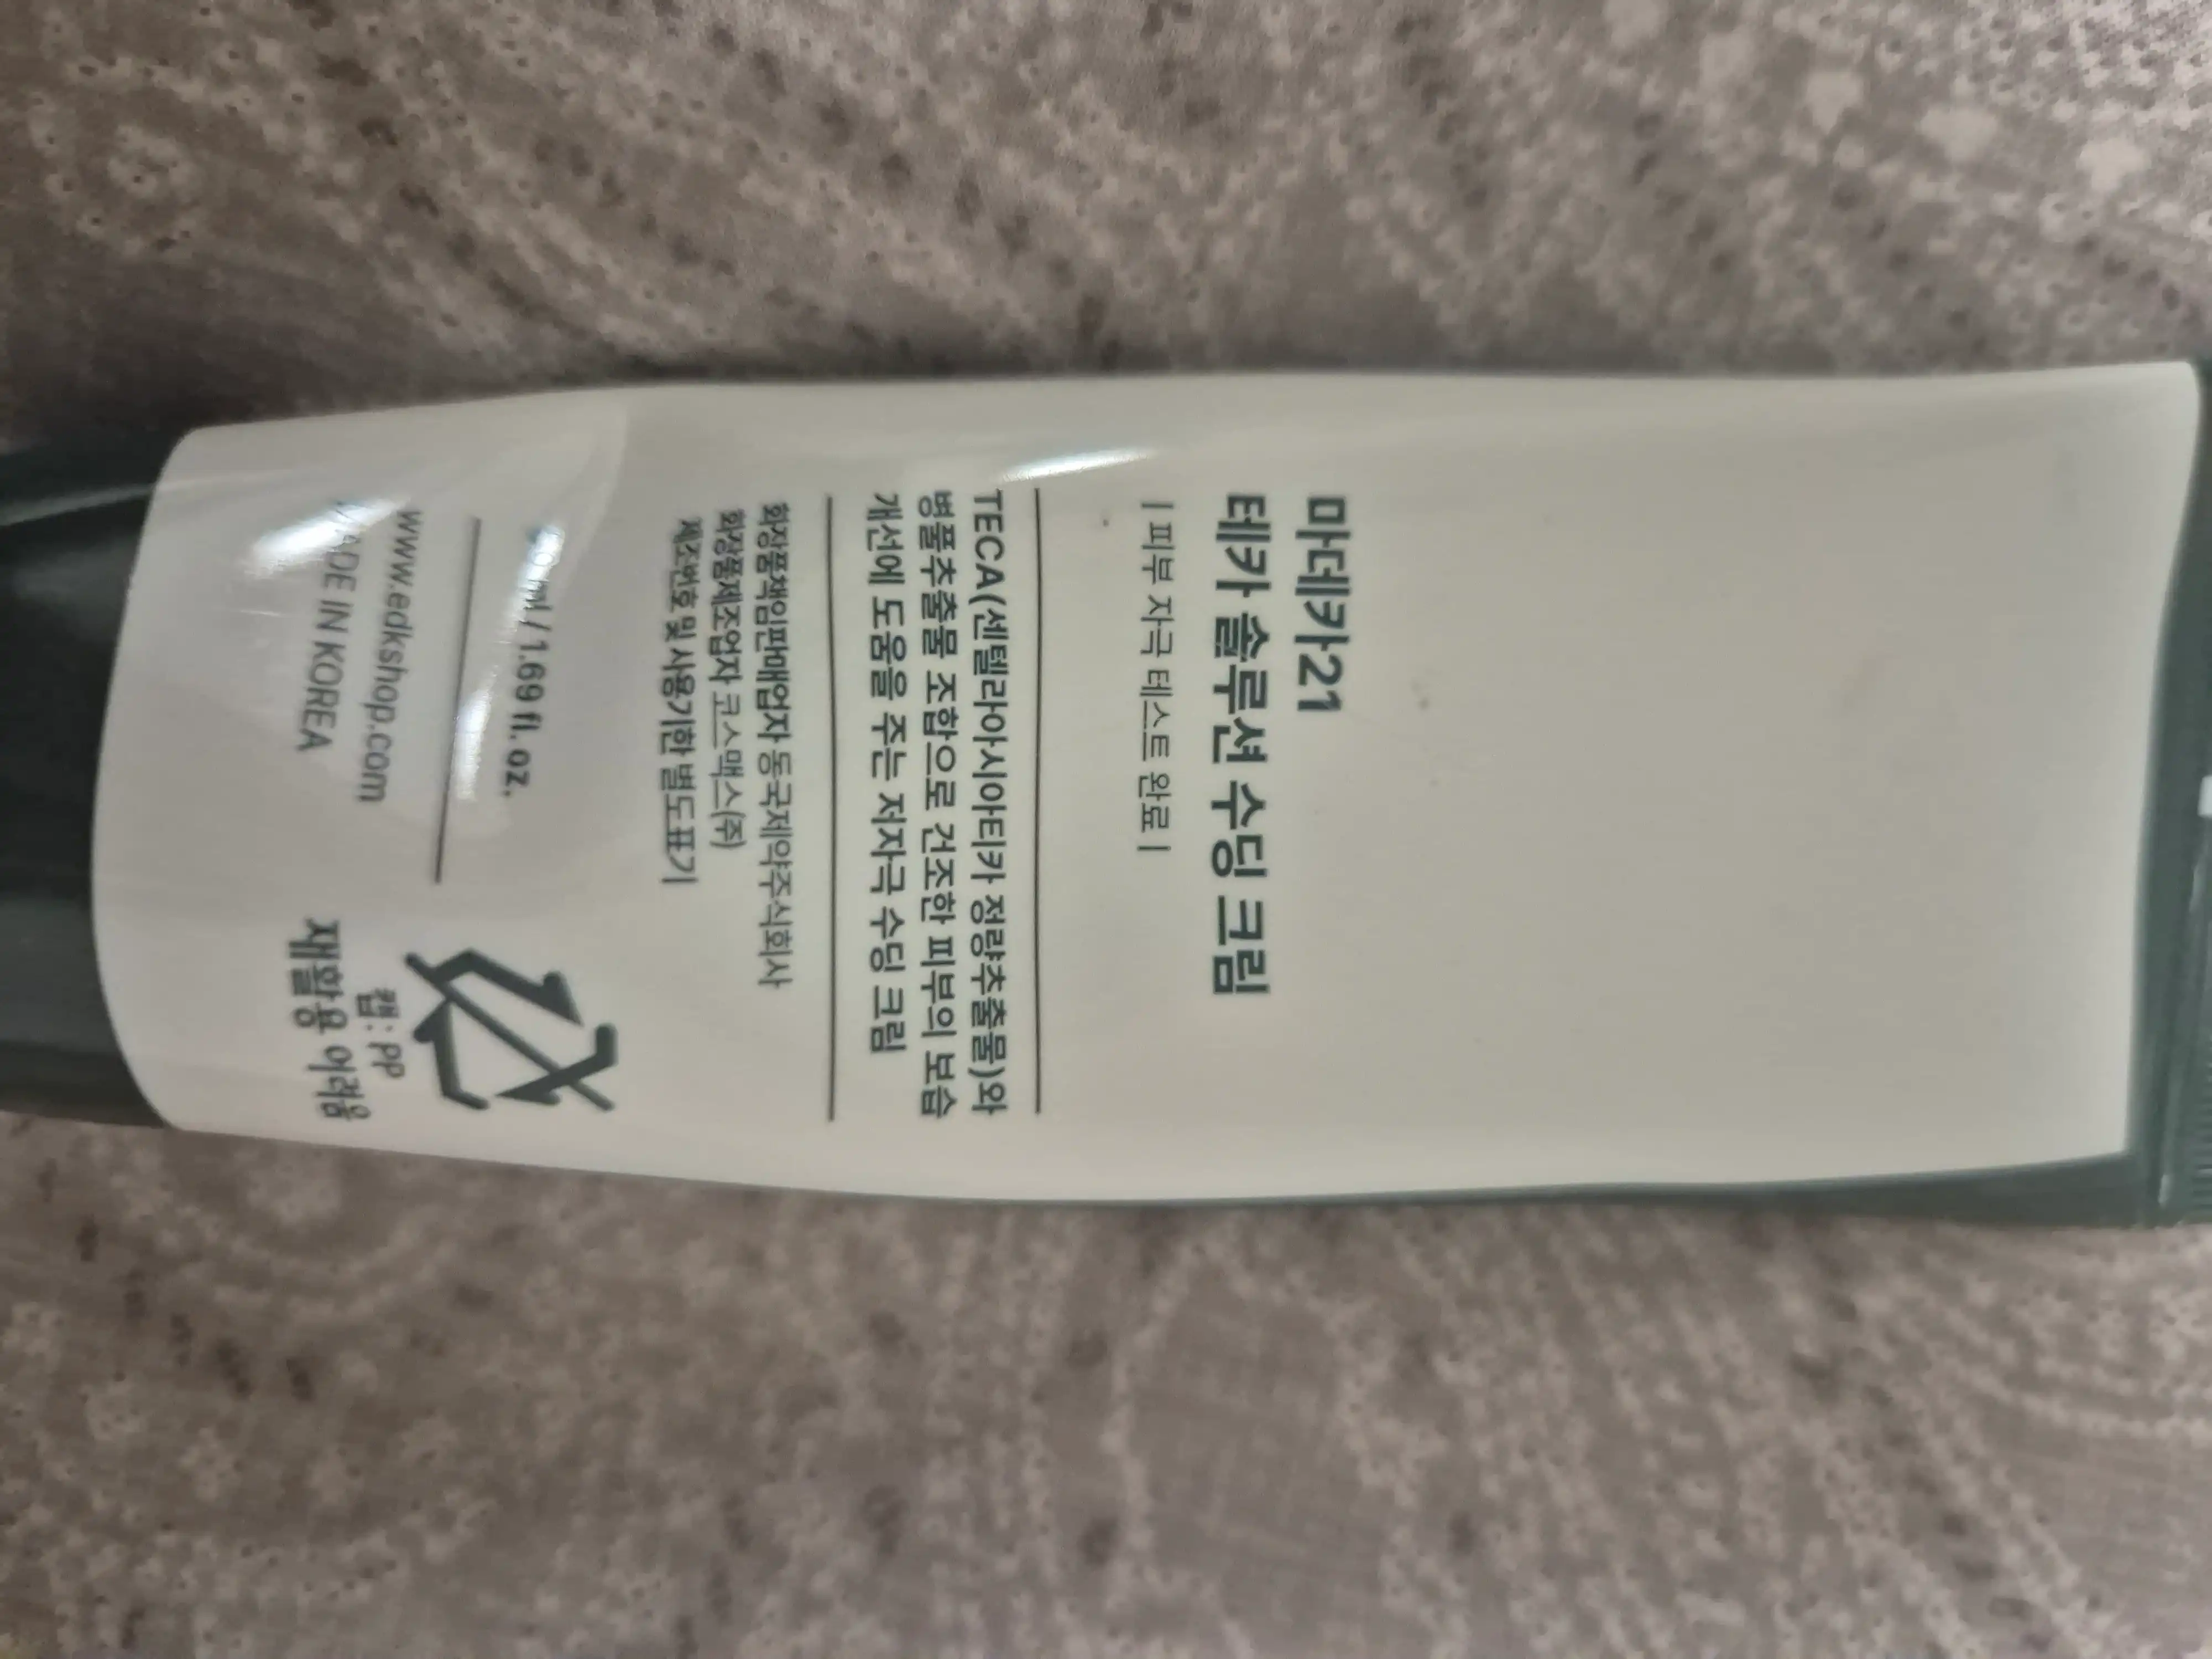 마데카21
테카 솔루션 수딩 크림
| 피부 자극 테스트 완료 |
TECA(센텔라아시아티카 정량추출물)와
병풀추출물 조합으로 건조한 피부의 보습
개선에 도움을 주는 저자극 수딩 크림
화장품책임판매업자 동국제약주식회사
화장품제조업자 코스맥스(주)
제조번호 및 사용기한 별도표기
ml / 1.69 fl. oz.
www.edkshop.com
MADE IN KOREA
캡: PP
재활용 어려움